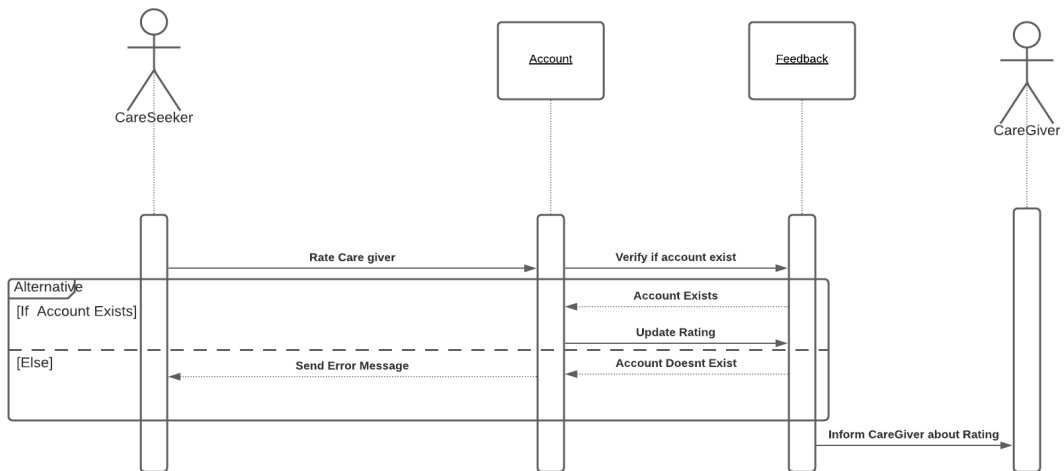 Account
Feedback
CareSeeker
CareGiver
Rate Care giver
Verify if account exist
Alternative
[If  Account Exists]
Account Exists
Update Rating
[Else]
Send Error Message
Account Doesnt Exist
Inform CareGiver about Rating